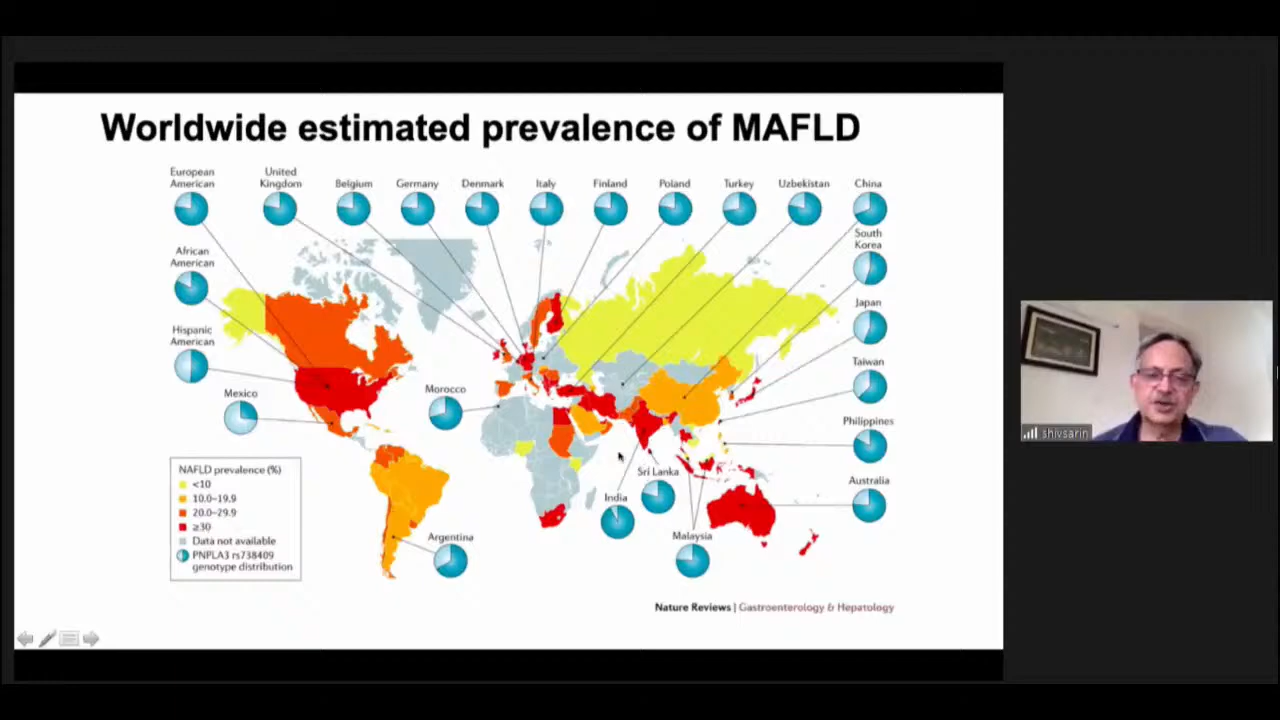 Worldwide estimated prevalence of MAFLD
European
American
United
Kingdom
Belgium
Germany
Denmark
Italy
Finland
Poland
Turkey
Uzbekistan
China
South
Korea
African
American
Japan
Hispanic
American
Taiwan
Mexico
Morocco
Philippines
NAFLD prevalence (%)
<10
10.0–19.9
20.0–29.9
≥30
Data not available
PNPLA3 rs738409
genotype distribution
Sri Lanka
India
Australia
Argentina
Malaysia
Nature Reviews | Gastroenterology & Hepatology
shivsarin